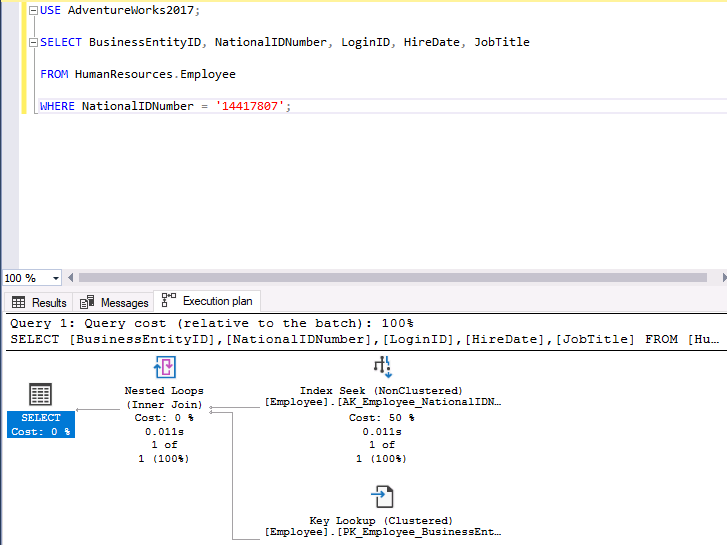 USE AdventureWorks2017;
SELECT BusinessEntityID, NationalIDNumber, LoginID, HireDate, JobTitle
FROM HumanResources.Employee
WHERE NationalIDNumber = '14417807';
100 %
Results Messages Execution plan
Query 1: Query cost (relative to the batch): 100%
SELECT [BusinessEntityID],[NationalIDNumber],[LoginID],[HireDate],[JobTitle] FROM [Hu…
SELECT
Cost: 0 %
Nested Loops
(Inner Join)
Cost: 0 %
0.011s
1 of
1 (100%)
Index Seek (NonClustered)
[Employee].[AK_Employee_NationalIDN…
Cost: 50 %
0.011s
1 of
1 (100%)
Key Lookup (Clustered)
[Employee].[PK_Employee_BusinessEnt…